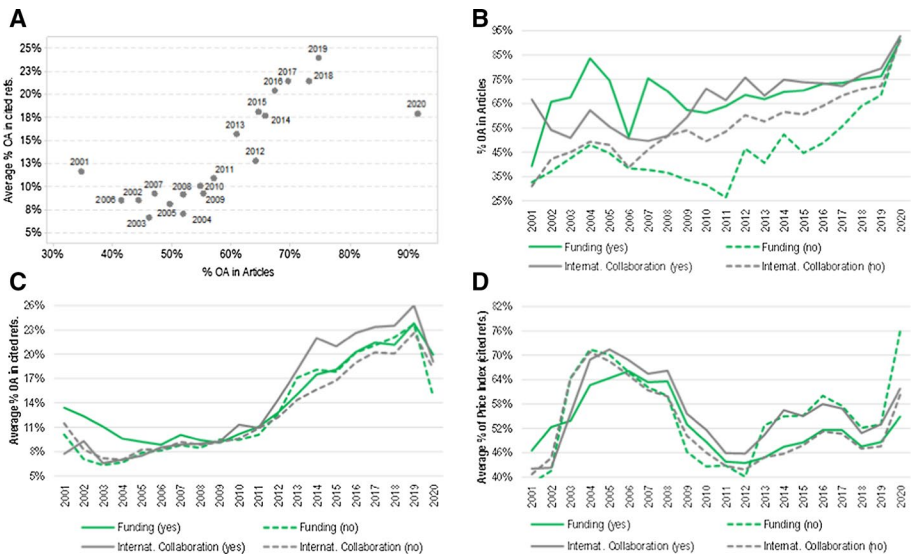 A
Average % CA in cited refs.
25%
23%
20%
18%
15%
13%
10%
8%
5%
2019
2017
2018
2016
2015
2014
2020
2013
2012
2001
2011
2007
2008
2010
2006
2002
2009
2005
2003
2004
30% 40% 50% 60% 70% 80% 90%
% OA in Articles
B
% OA in Articles
95%
85%
75%
65%
55%
45%
35%
25%
2001 2002 2003 2004 2005 2006 2007 2008 2009 2010 2011 2012 2013 2014 2015 2016 2017 2018 2019 2020
Funding (yes) Funding (no)
Internat. Collaboration (yes) Internat. Collaboration (no)
C
Average % OA in cited refs.
26%
23%
20%
17%
14%
11%
8%
5%
2001 2002 2003 2004 2005 2006 2007 2008 2009 2010 2011 2012 2013 2014 2015 2016 2017 2018 2019 2020
Funding (yes) Funding (no)
Internat. Collaboration (yes) Internat. Collaboration (no)
D
Average % of Price Index (cited refs.)
82%
76%
70%
64%
58%
52%
46%
40%
2001 2002 2003 2004 2005 2006 2007 2008 2009 2010 2011 2012 2013 2014 2015 2016 2017 2018 2019 2020
Funding (yes) Funding (no)
Internat. Collaboration (yes) Internat. Collaboration (no)